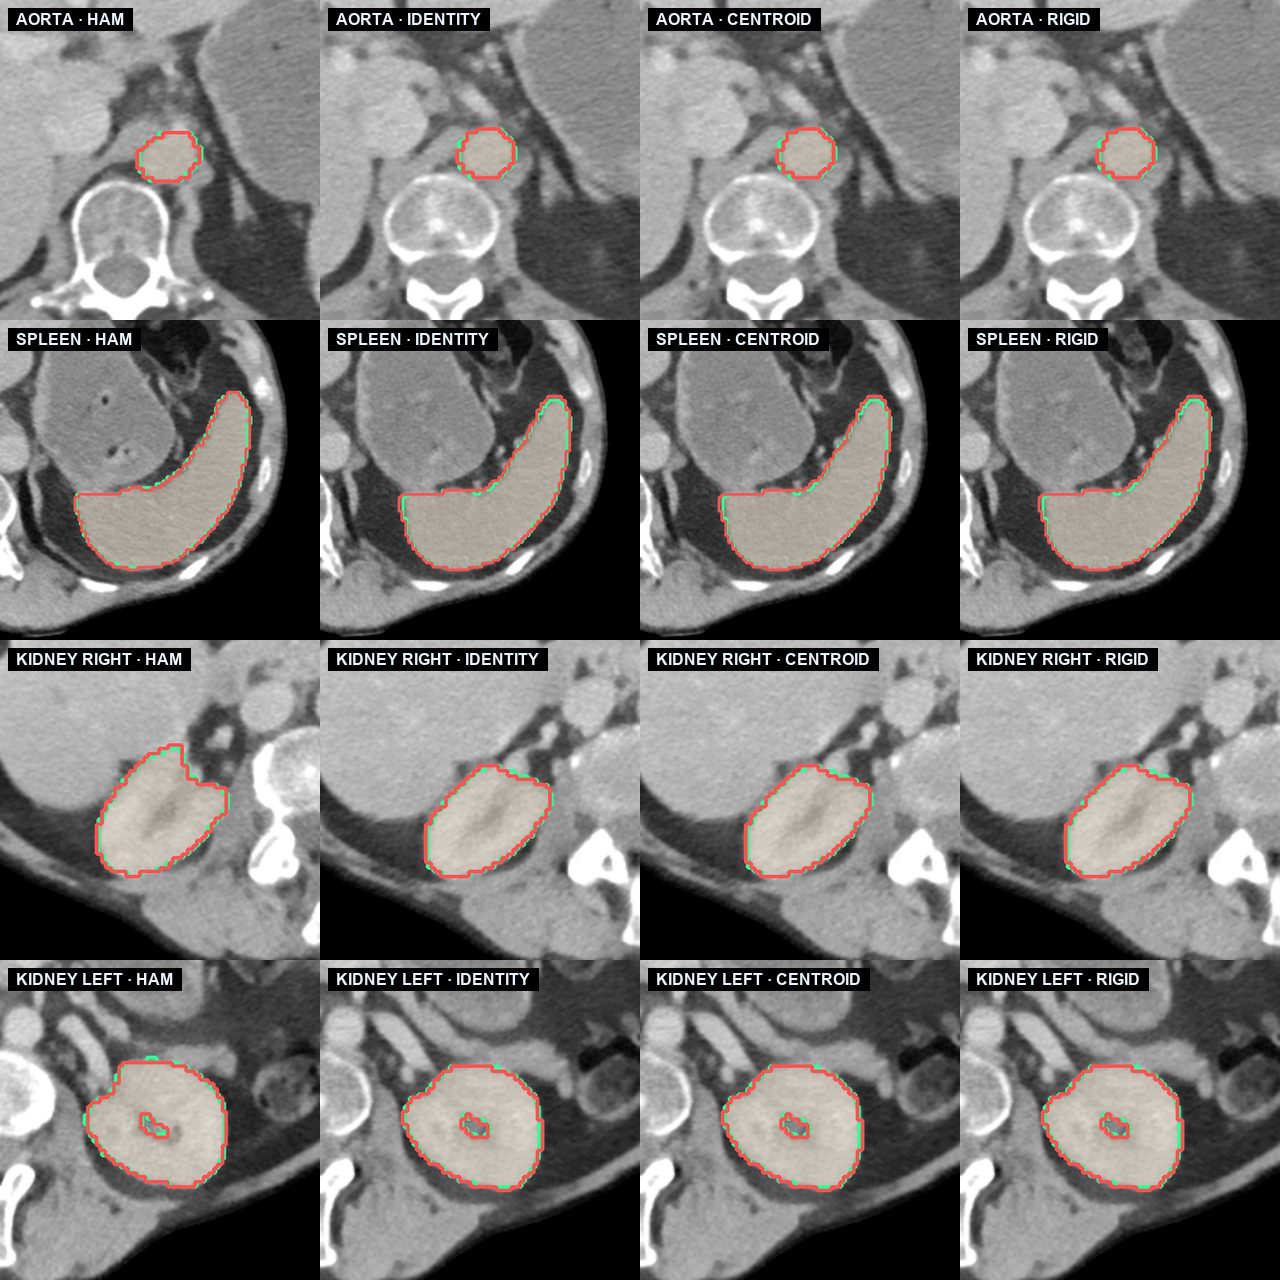 AORTA · HAM
AORTA · IDENTITY
AORTA · CENTROID
AORTA · RIGID
SPLEEN · HAM
SPLEEN · IDENTITY
SPLEEN · CENTROID
SPLEEN · RIGID
KIDNEY RIGHT · HAM
KIDNEY RIGHT · IDENTITY
KIDNEY RIGHT · CENTROID
KIDNEY RIGHT · RIGID
KIDNEY LEFT · HAM
KIDNEY LEFT · IDENTITY
KIDNEY LEFT · CENTROID
KIDNEY LEFT · RIGID